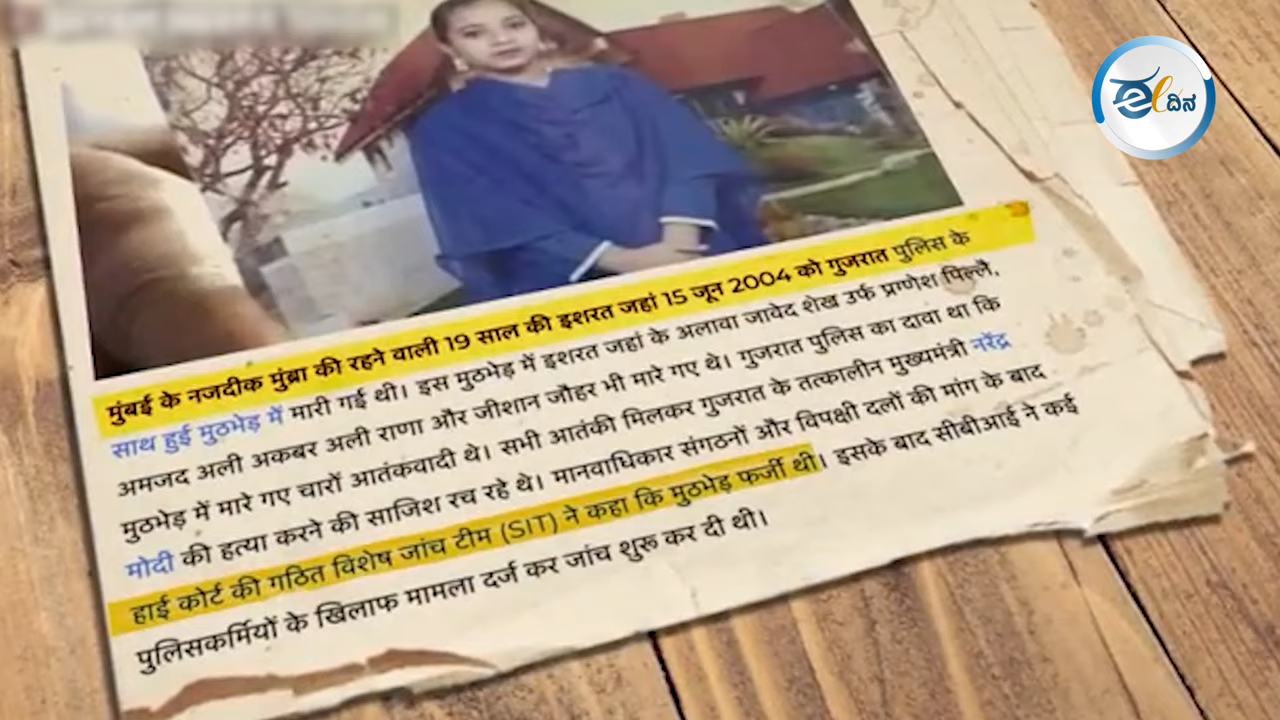 ಈ ದಿನ
मुंबई के नजदीक मुंब्रा की रहने वाली 19 साल की इशरत जहां 15 जून 2004 को गुजरात पुलिस के
साथ हुई मुठभेड़ में मारी गई थी। इस मुठभेड़ में इशरत जहां के अलावा जावेद शेख उर्फ प्राणेश पिल्लै,
अमजद अली अकबर अली राणा और जीशान जौहर भी मारे गए थे। गुजरात पुलिस का दावा था कि
मुठभेड़ में मारे गए चारों आतंकवादी थे। सभी आतंकी मिलकर गुजरात के तत्कालीन मुख्यमंत्री नरेंद्र
मोदी की हत्या करने की साजिश रच रहे थे। मानवाधिकार संगठनों और विपक्षी दलों की मांग के बाद
हाई कोर्ट की गठित विशेष जांच टीम (SIT) ने कहा कि मुठभेड़ फर्जी थी। इसके बाद सीबीआई ने कई
पुलिसकर्मियों के खिलाफ मामला दर्ज कर जांच शुरू कर दी थी।